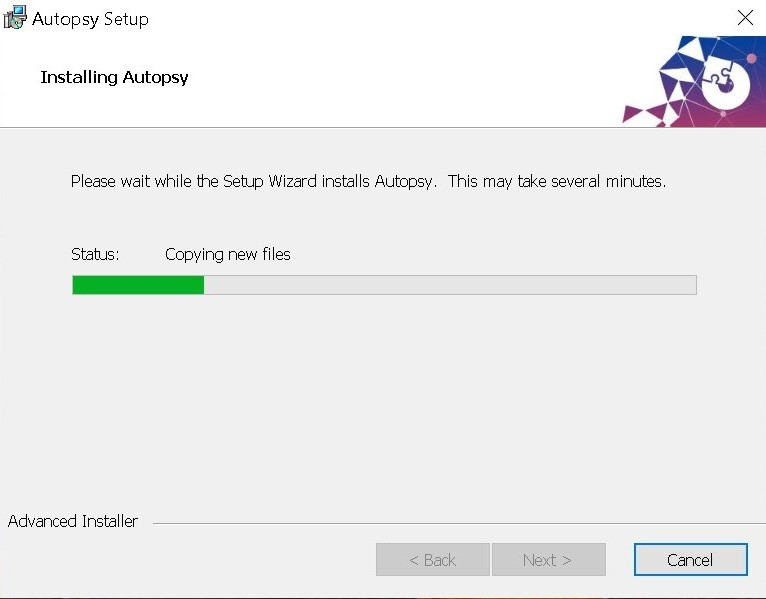 Autopsy Setup
Installing Autopsy
Please wait while the Setup Wizard installs Autopsy.  This may take several minutes.
Status: Copying new files
Advanced Installer
< Back Next > Cancel